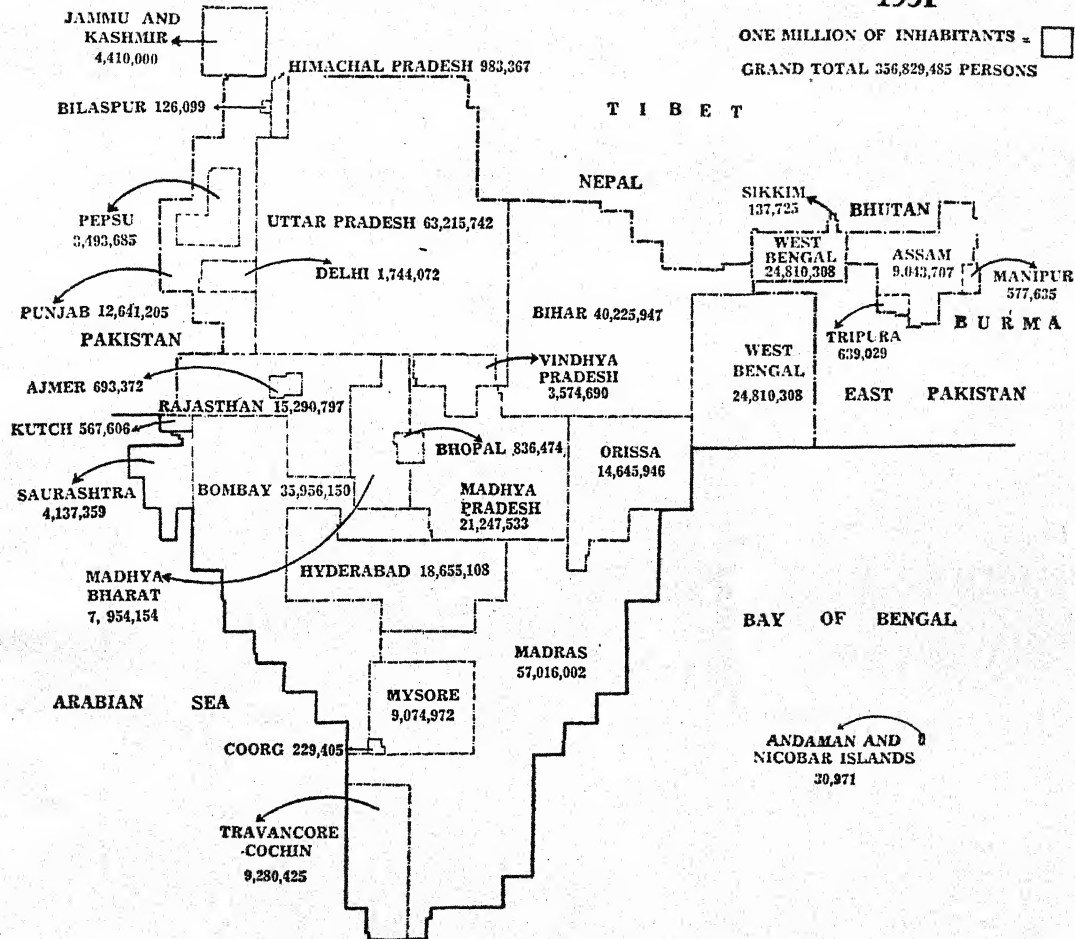 1951
ONE MILLION OF INHABITANTS =
GRAND TOTAL 356,829,485 PERSONS
JAMMU AND
KASHMIR
4,410,000
HIMACHAL PRADESH 983,367
BILASPUR 126,099
TIBET
NEPAL
SIKKIM
137,725
BHUTAN
PEPSU
3,493,685
UTTAR PRADESH 63,215,742
WEST
BENGAL
24,810,308
ASSAM
9,043,707
MANIPUR
577,635
DELHI 1,744,072
PUNJAB 12,641,205
BIHAR 40,225,947
BURMA
PAKISTAN
TRIPURA
639,029
VINDHYA
PRADESH
3,574,690
WEST
BENGAL
24,810,308
AJMER 693,372
EAST PAKISTAN
RAJASTHAN 15,290,797
KUTCH 567,606
BHOPAL 836,474
ORISSA
14,645,946
SAURASHTRA
4,137,359
BOMBAY 35,956,150
MADHYA
PRADESH
21,247,533
HYDERABAD 18,655,108
MADHYA
BHARAT
7, 954,154
BAY OF BENGAL
MADRAS
57,016,002
ARABIAN SEA
MYSORE
9,074,972
COORG 229,405
ANDAMAN AND
NICOBAR ISLANDS
30,971
TRAVANCORE
-COCHIN
9,280,425